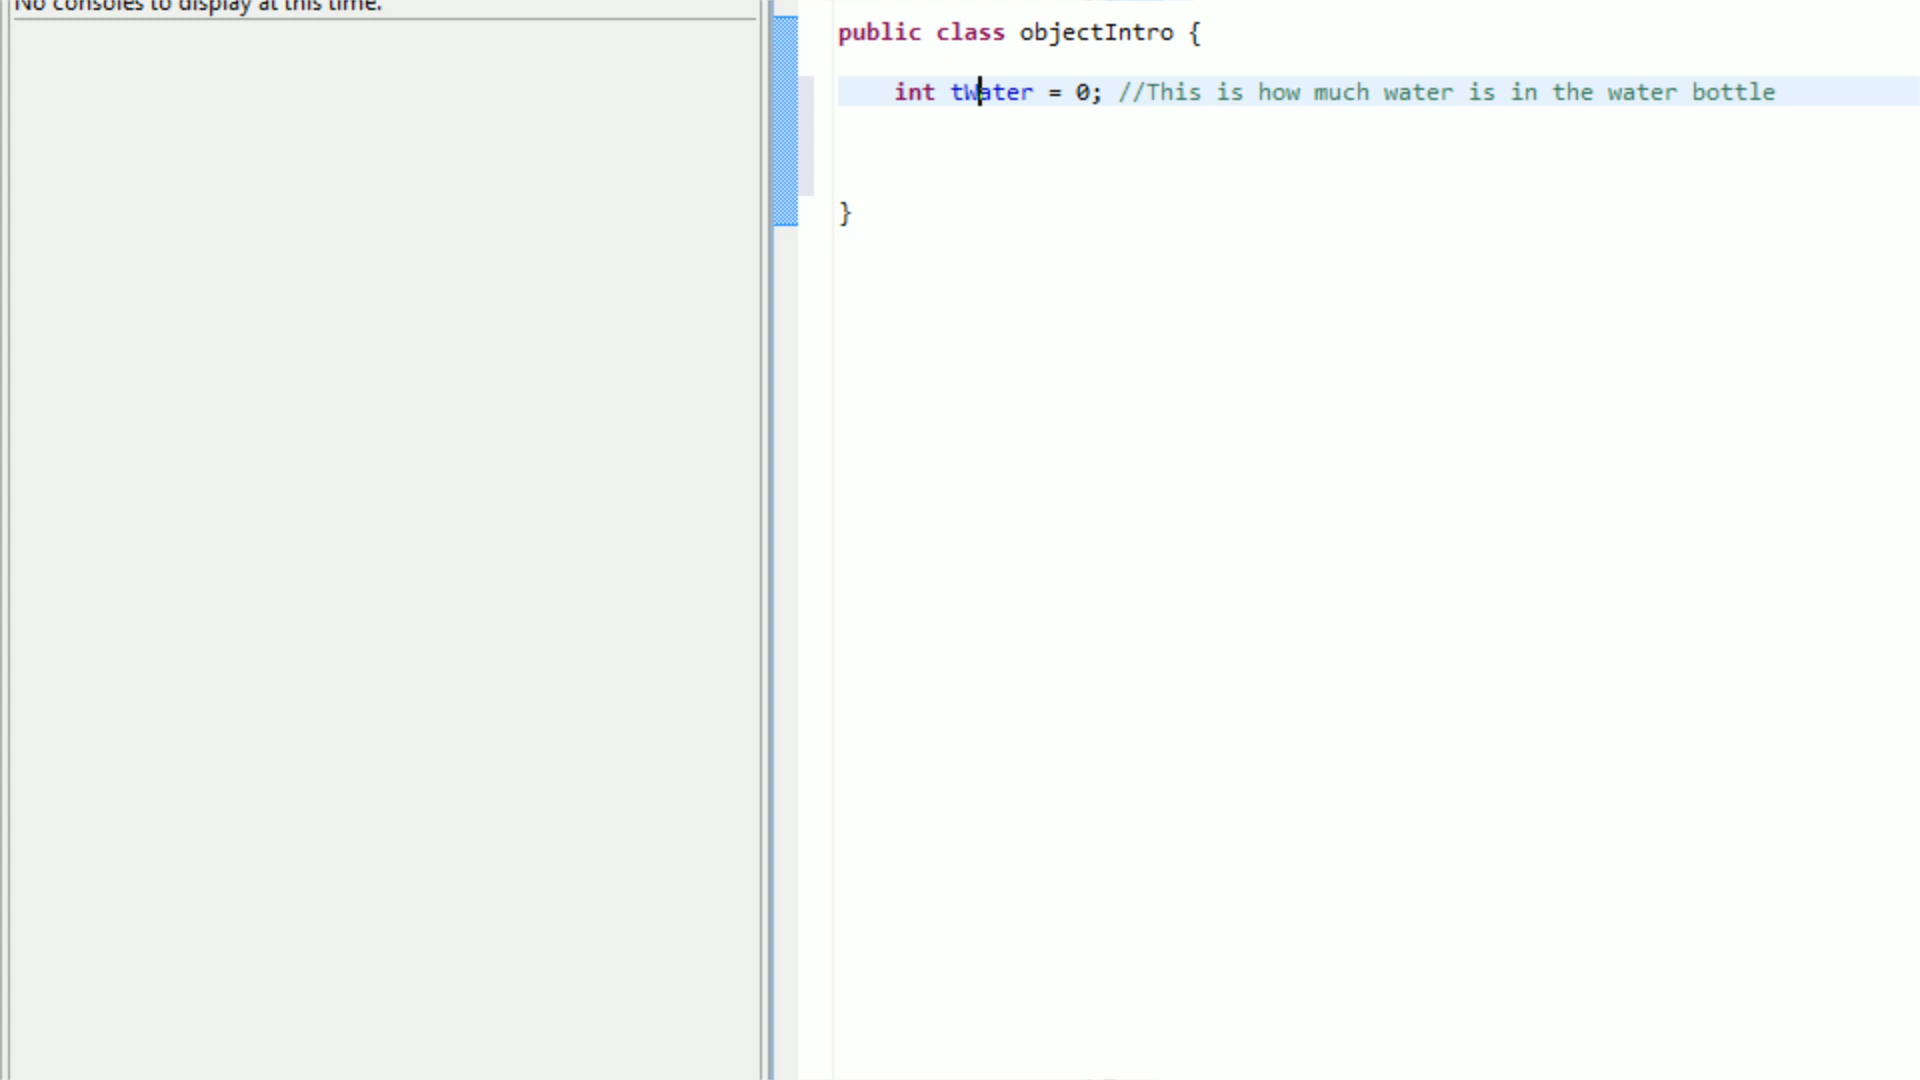 No consoles to display at this time.
public class objectIntro {
int tWater = 0; //This is how much water is in the water bottle
}